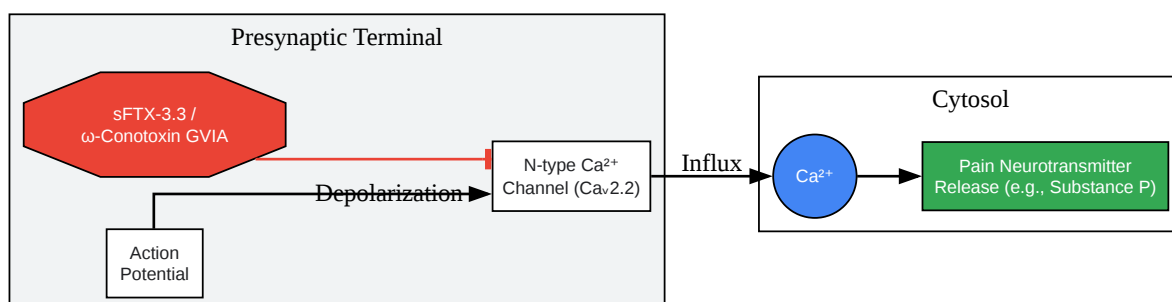 Presynaptic Terminal
sFTX-3.3 /
ω-Conotoxin GVIA
N-type Ca²⁺
Channel (Caᵥ2.2)
Depolarization
Action
Potential
Influx
Cytosol
Ca²⁺
Pain Neurotransmitter
Release (e.g., Substance P)